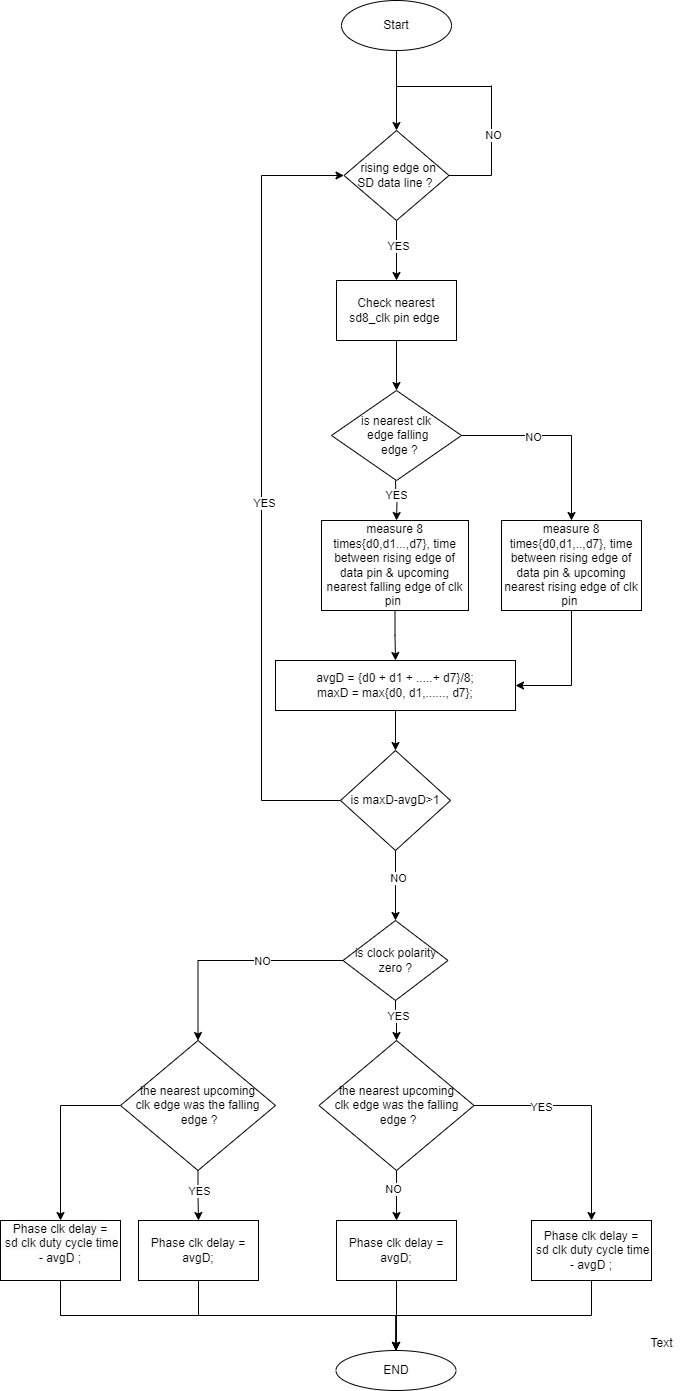 Start
NO
rising edge on
SD data line ?
YES
Check nearest
sd8_clk pin edge
is nearest clk
edge falling
edge ?
NO
YES
YES
measure 8
times{d0,d1...,d7}, time
between rising edge of
data pin & upcoming
nearest falling edge of clk
pin
measure 8
times{d0,d1,..,d7}, time
between rising edge of
data pin & upcoming
nearest rising edge of clk
pin
avgD = {d0 + d1 + .....+ d7}/8;
maxD = max{d0, d1,......, d7};
is maxD-avgD>1
NO
is clock polarity
zero ?
NO
YES
the nearest upcoming
clk edge was the falling
edge ?
the nearest upcoming
clk edge was the falling
edge ?
YES
YES
NO
Phase clk delay =
sd clk duty cycle time
- avgD ;
Phase clk delay =
avgD;
Phase clk delay =
avgD;
Phase clk delay =
sd clk duty cycle time
- avgD ;
Text
END